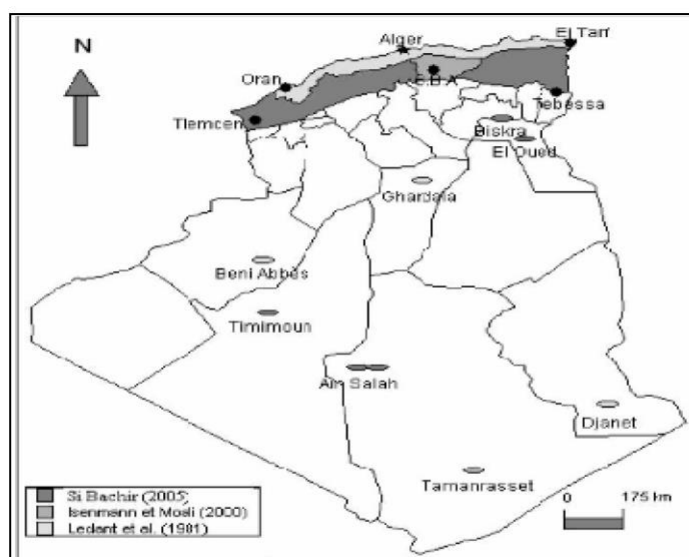 N
Alger
El Tarf
Oran
E.B.A
Tlemcen
Tebessa
Biskra
El Oued
Ghardaia
Beni Abbes
Timimoun
Ain Salah
Djanet
Tamanrasset
Si Bachir (2005)
Isenmann et Moali (2000)
Ledant et al. (1981)
0 175 km